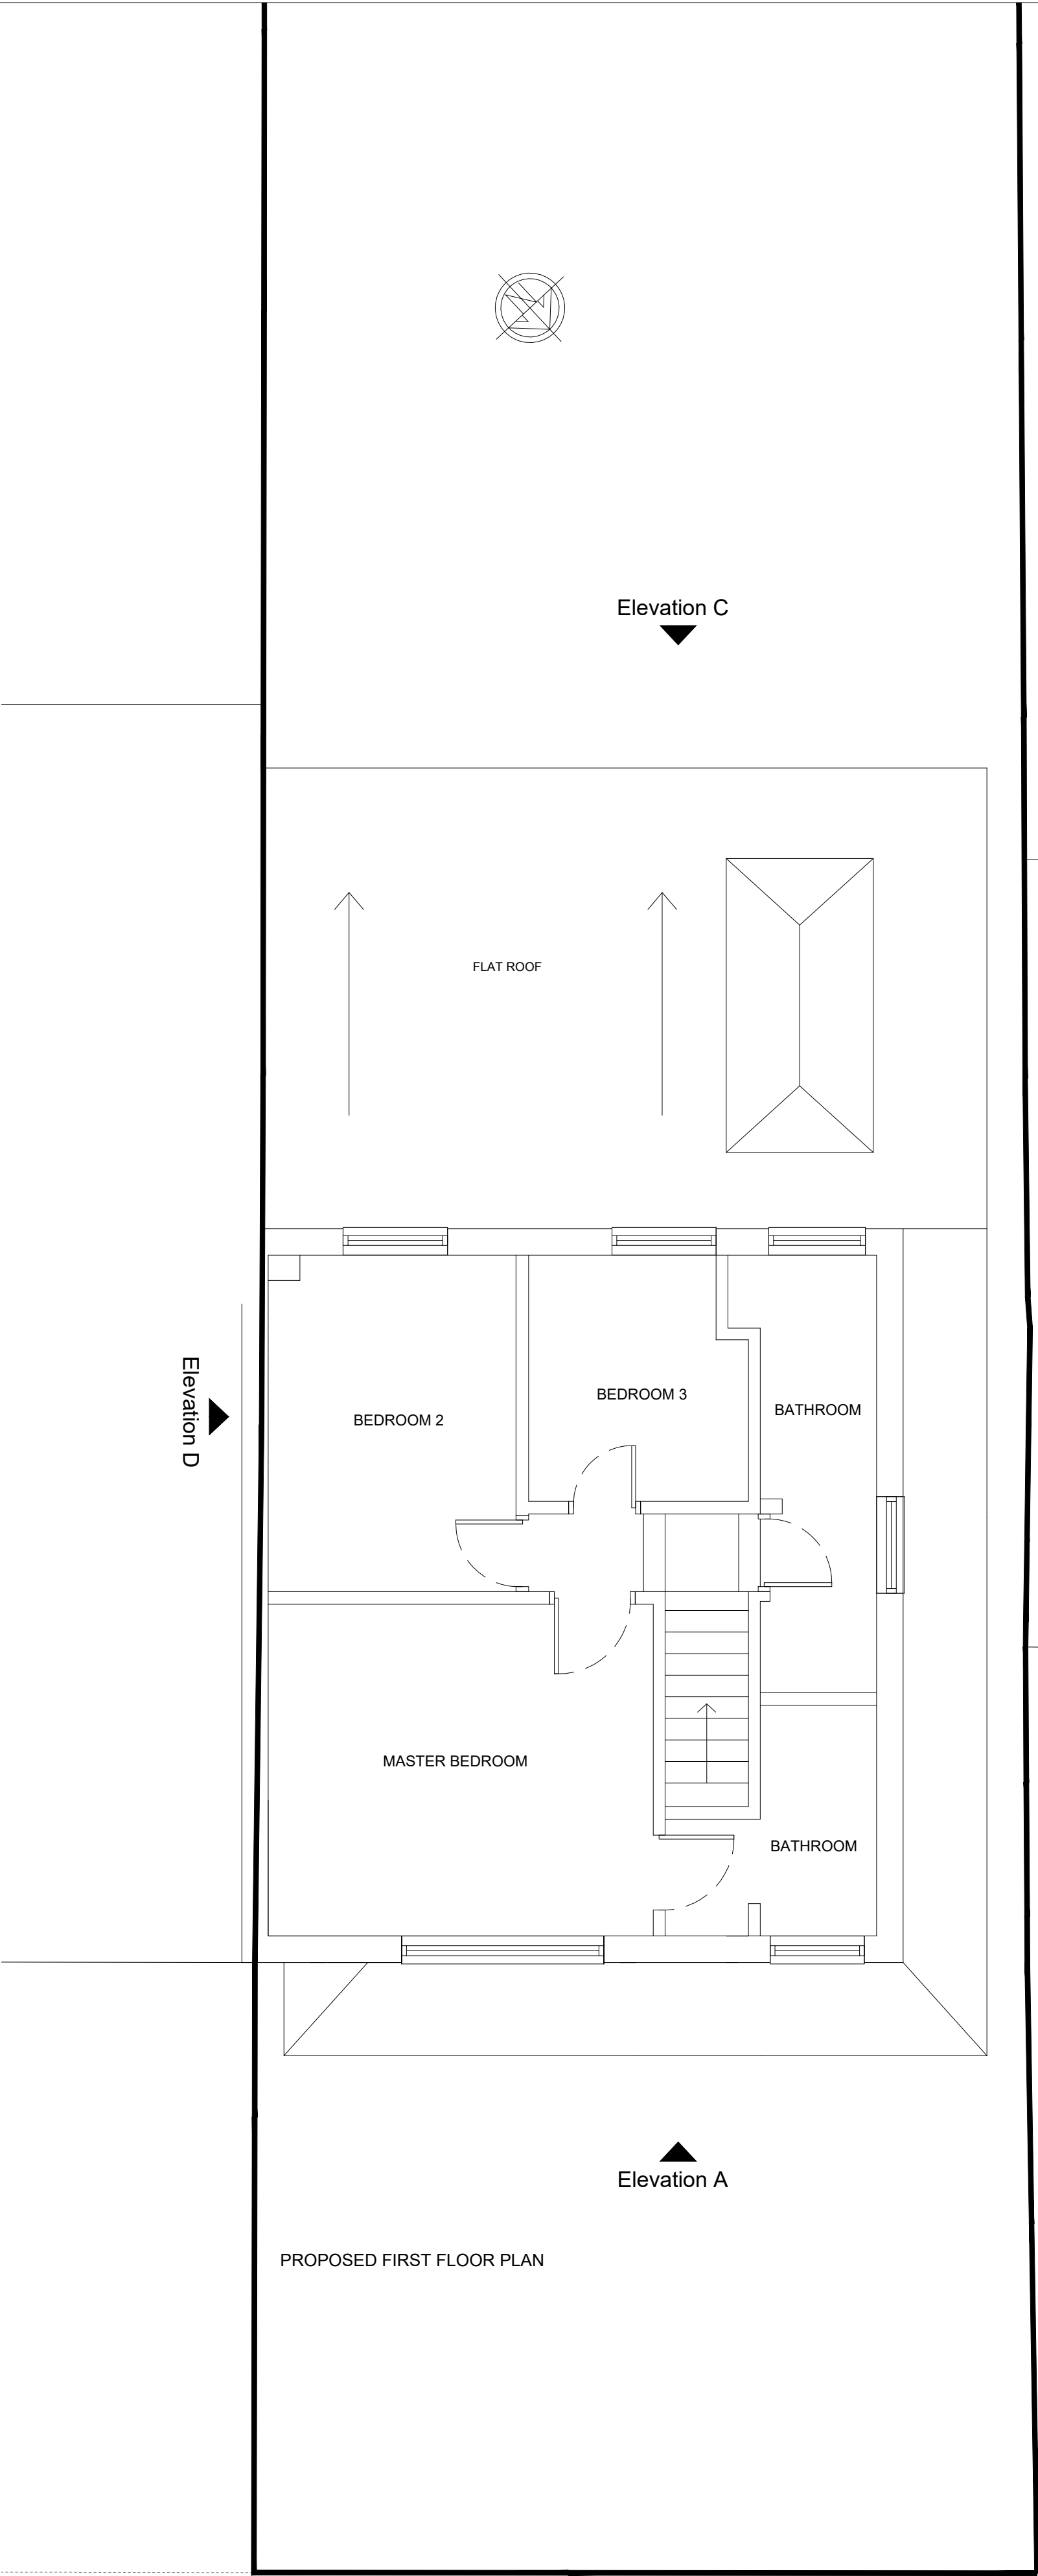 Elevation C
FLAT ROOF
Elevation D
BEDROOM 2
BEDROOM 3
BATHROOM
MASTER BEDROOM
BATHROOM
Elevation A
PROPOSED FIRST FLOOR PLAN